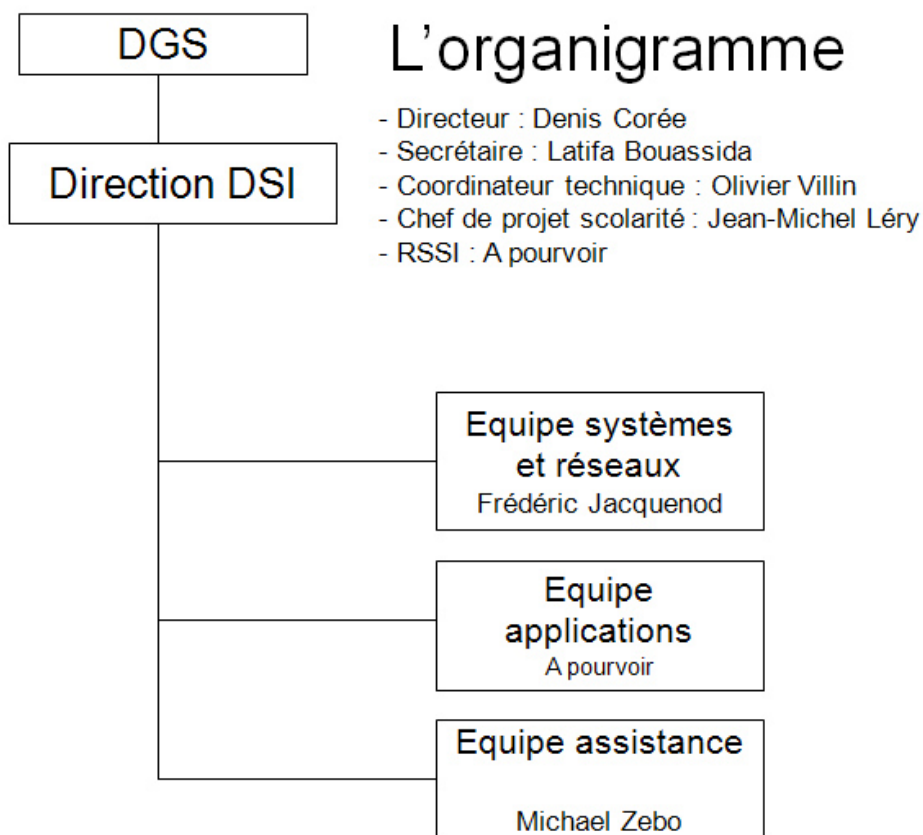 DGS
L'organigramme
Direction DSI
- Directeur : Denis Corée
- Secrétaire : Latifa Bouassida
- Coordinateur technique : Olivier Villin
- Chef de projet scolarité : Jean-Michel Léry
- RSSI : A pourvoir
Equipe systèmes
et réseaux
Frédéric Jacquenod
Equipe
applications
A pourvoir
Equipe assistance
Michael Zebo